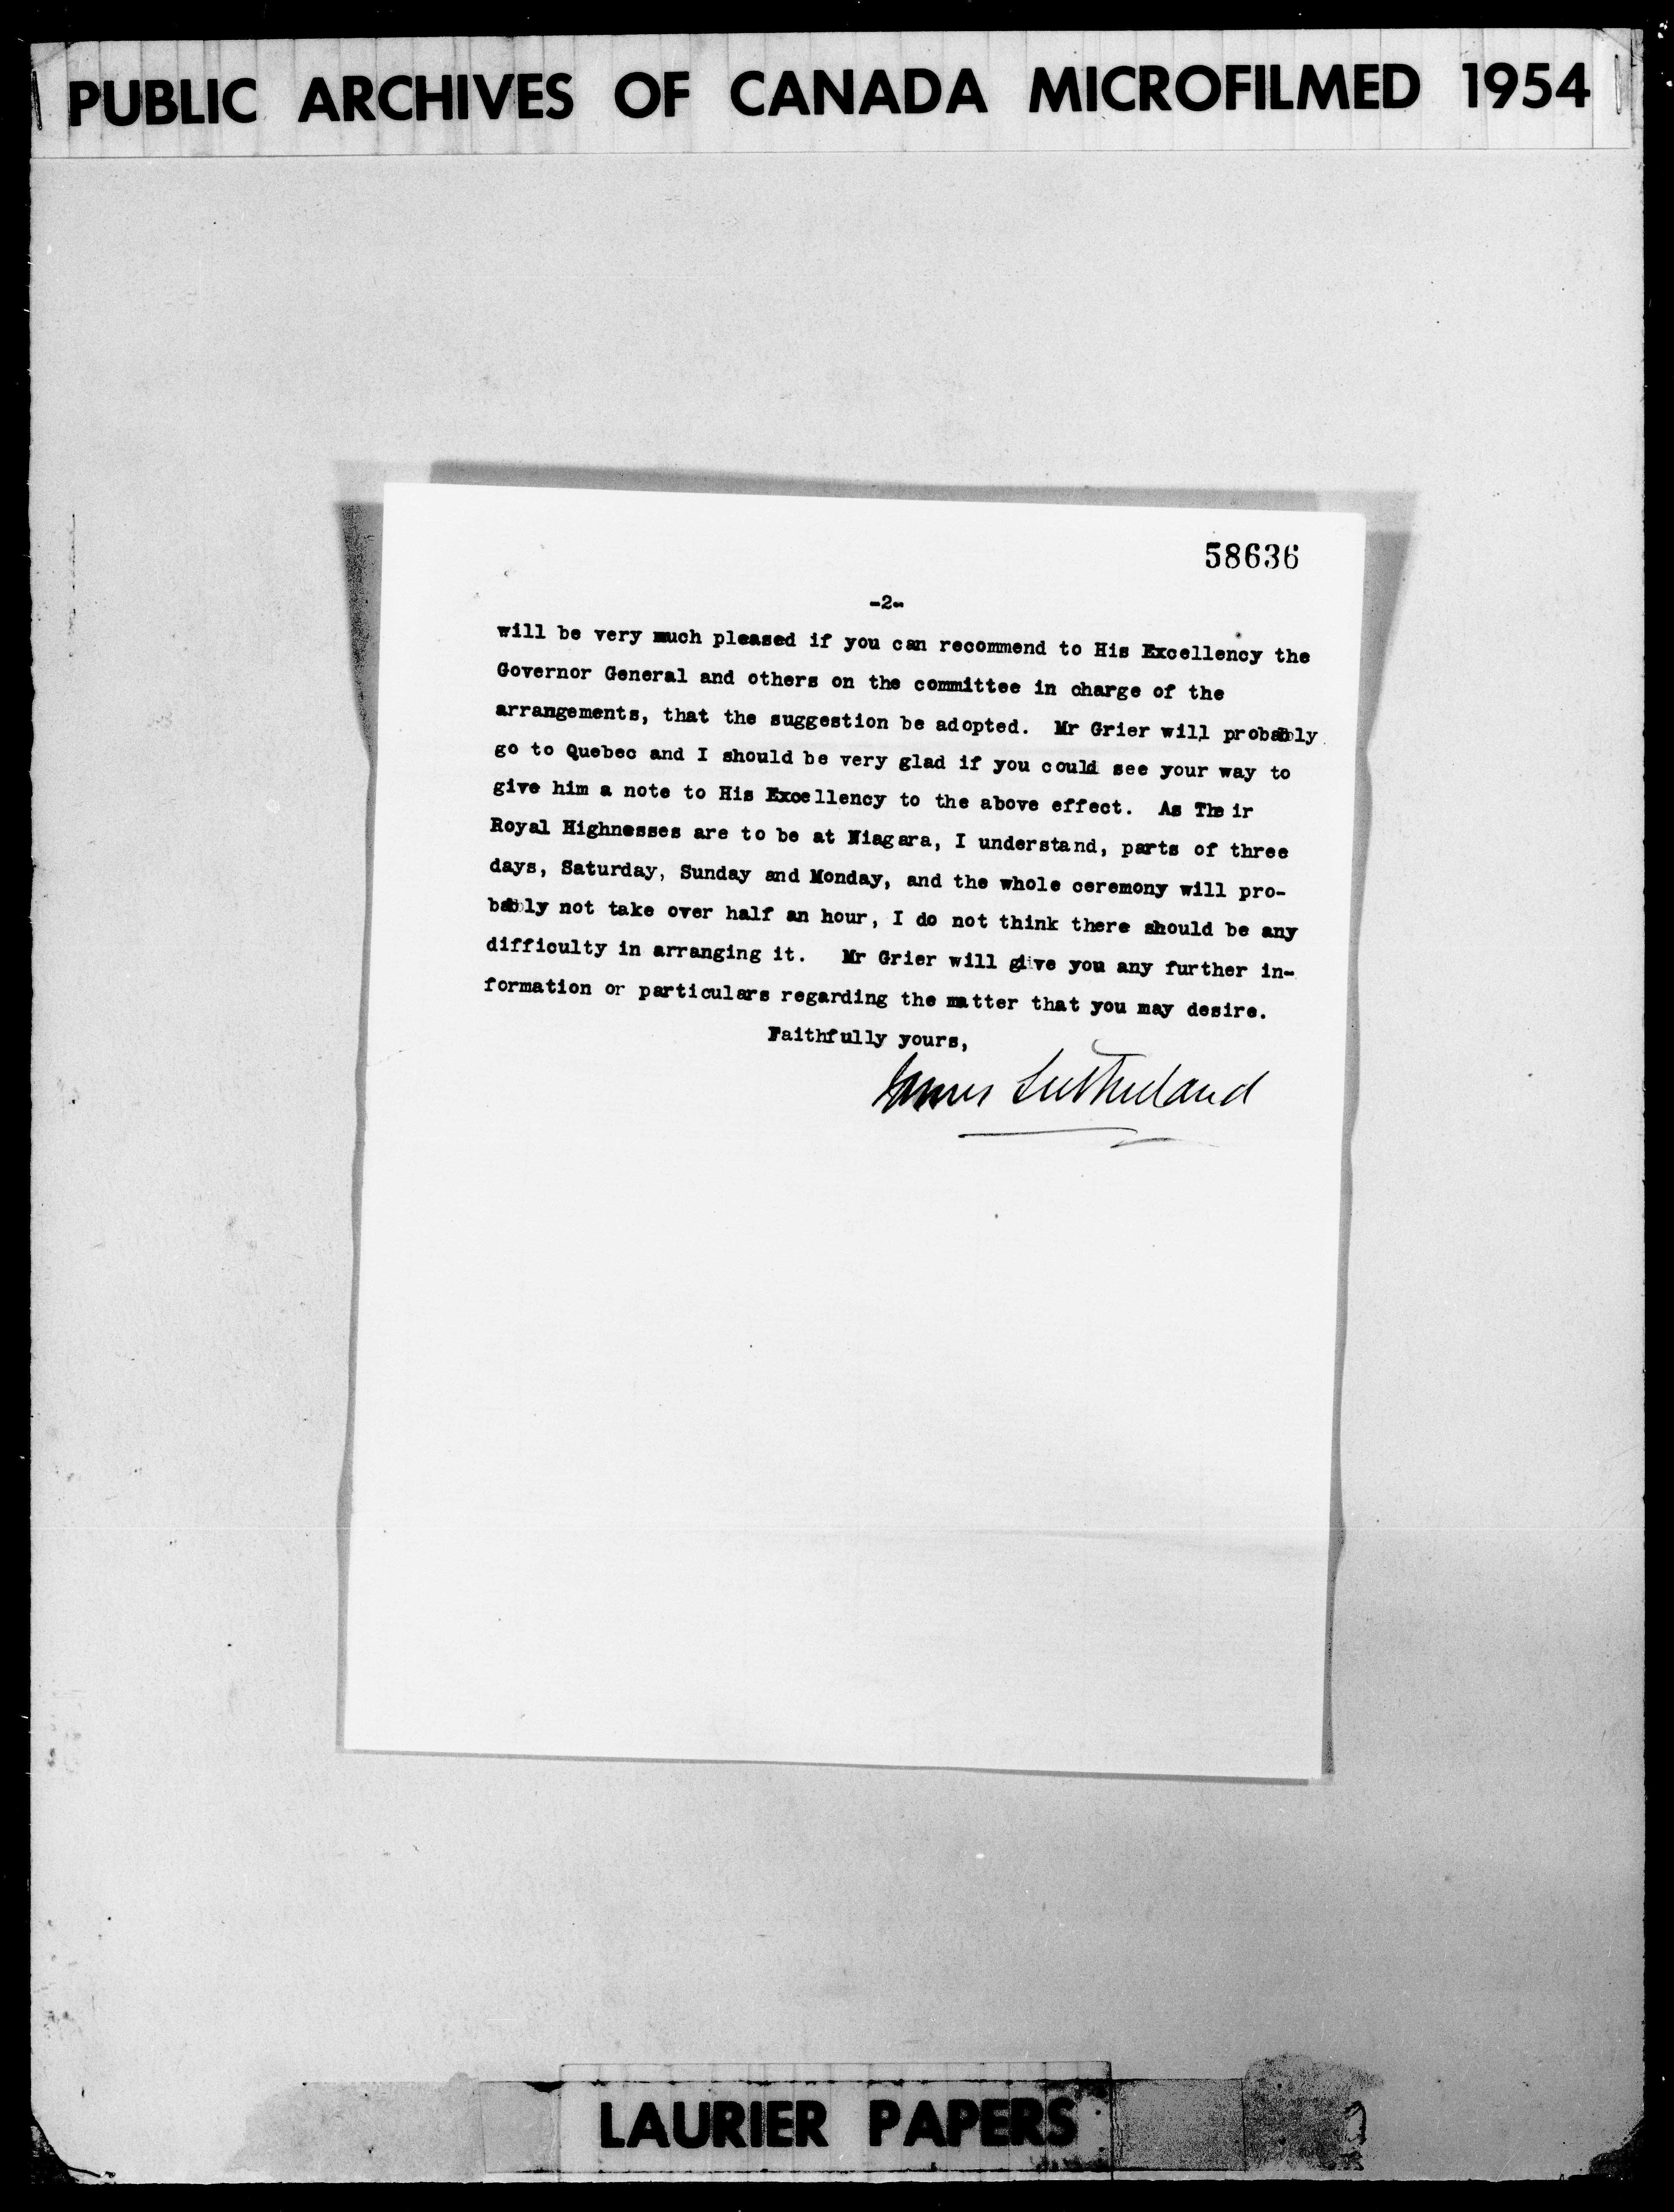 PUBLIC ARCHIVES OF CANADA MICROFILMED 1954
58636
-2-
will be very much pleased if you can recommend to His Excellency the
Governor General and others on the committee in charge of the
arrangements, that the suggestion be adopted. Mr Grier will probably
go to Quebec and I should be very glad if you could see your way to
give him a note to His Excellency to the above effect. As Their
Royal Highnesses are to be at Niagara, I understand, parts of three
days, Saturday, Sunday and Monday, and the whole ceremony will pro-
bably not take over half an hour, I do not think there should be any
difficulty in arranging it. Mr Grier will give you any further in-
formation or particulars regarding the matter that you may desire.
Faithfully yours,
James Sutherland
LAURIER PAPERS